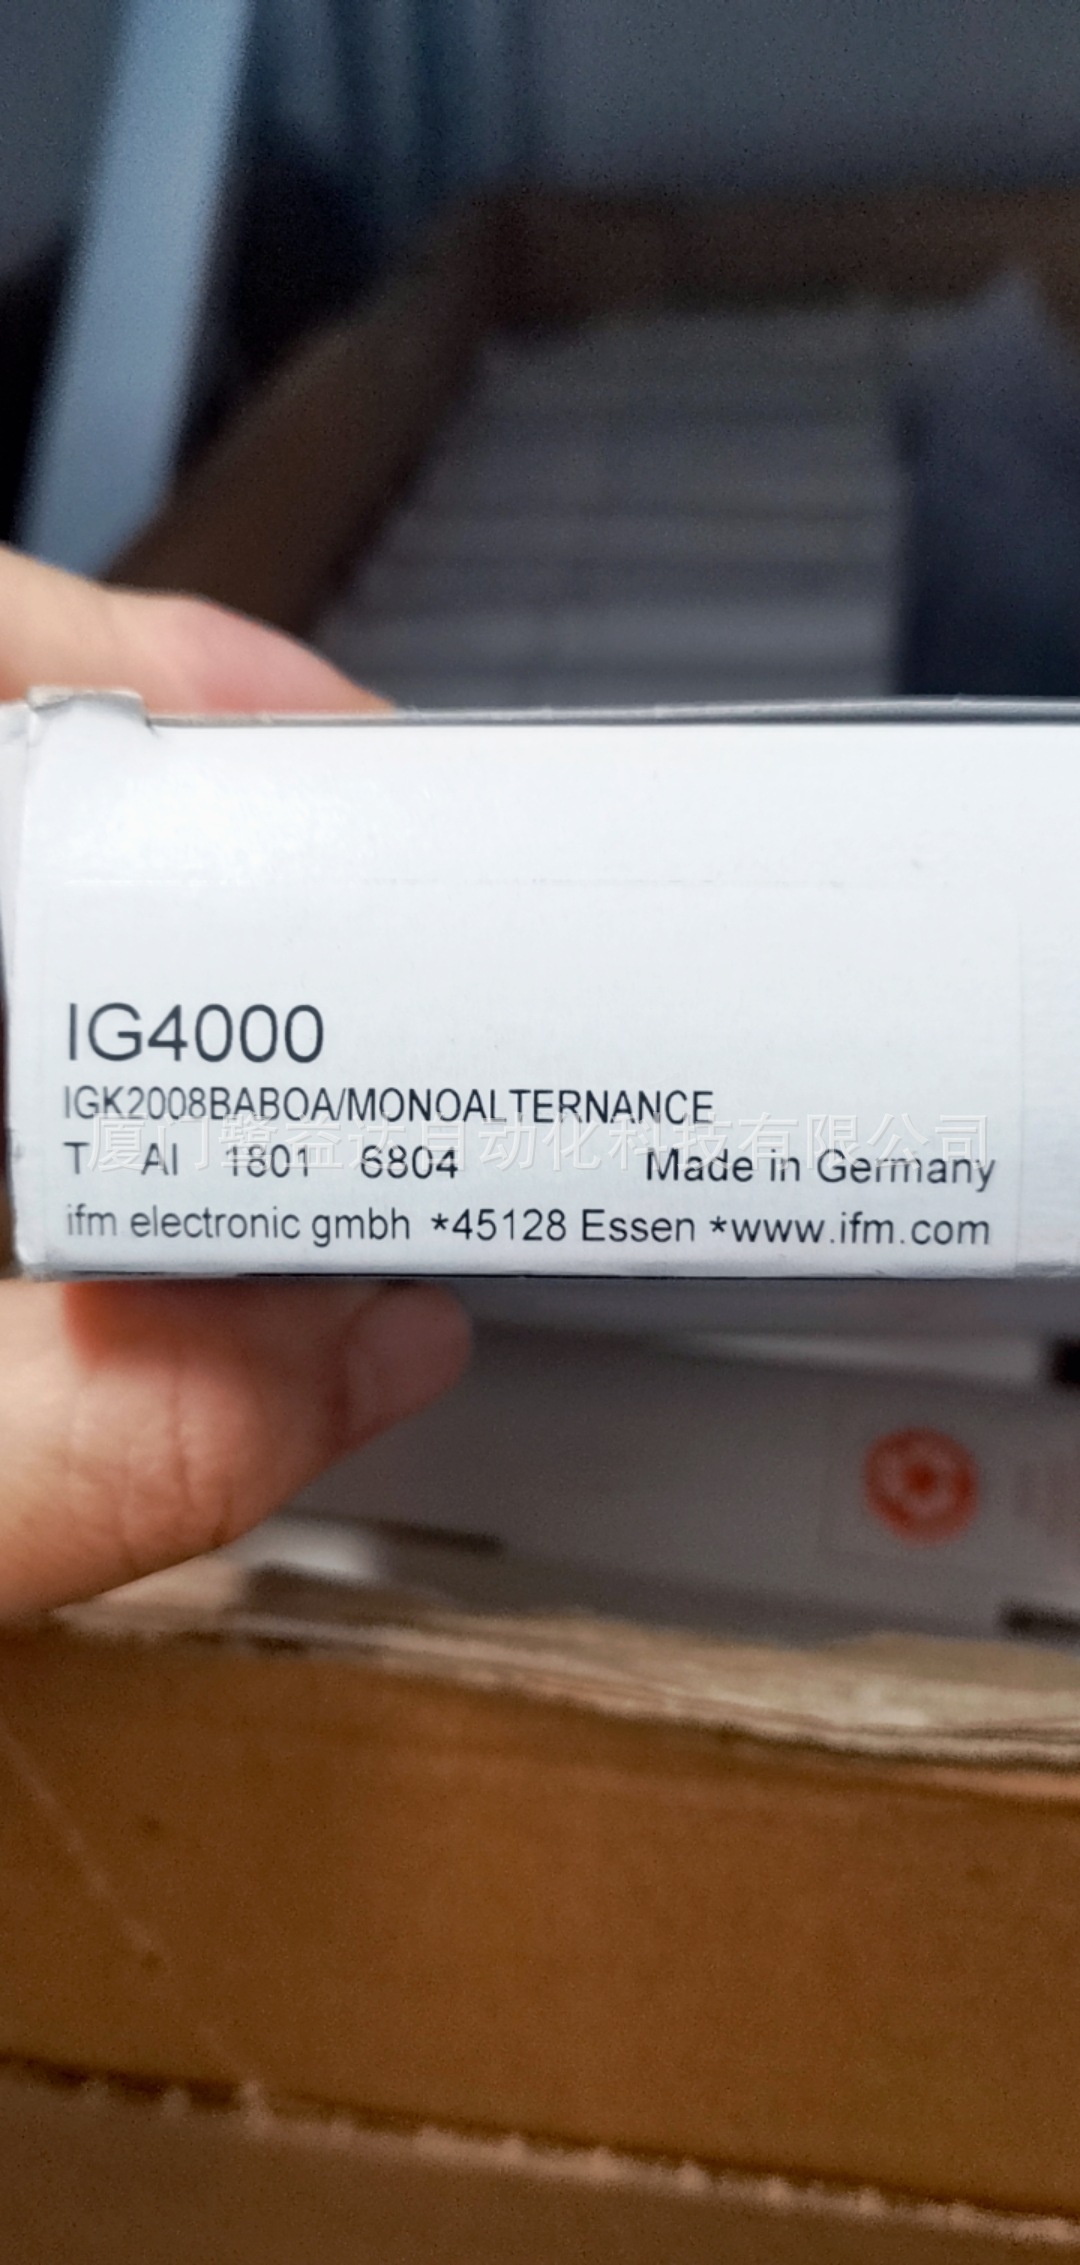 IG4000
IGK2008BABOA/MONOALTERNANCE
厦门鹭益达自动化科技有限公司
T AI 1801 6804 Made in Germany
ifm electronic gmbh *45128 Essen *www.ifm.com